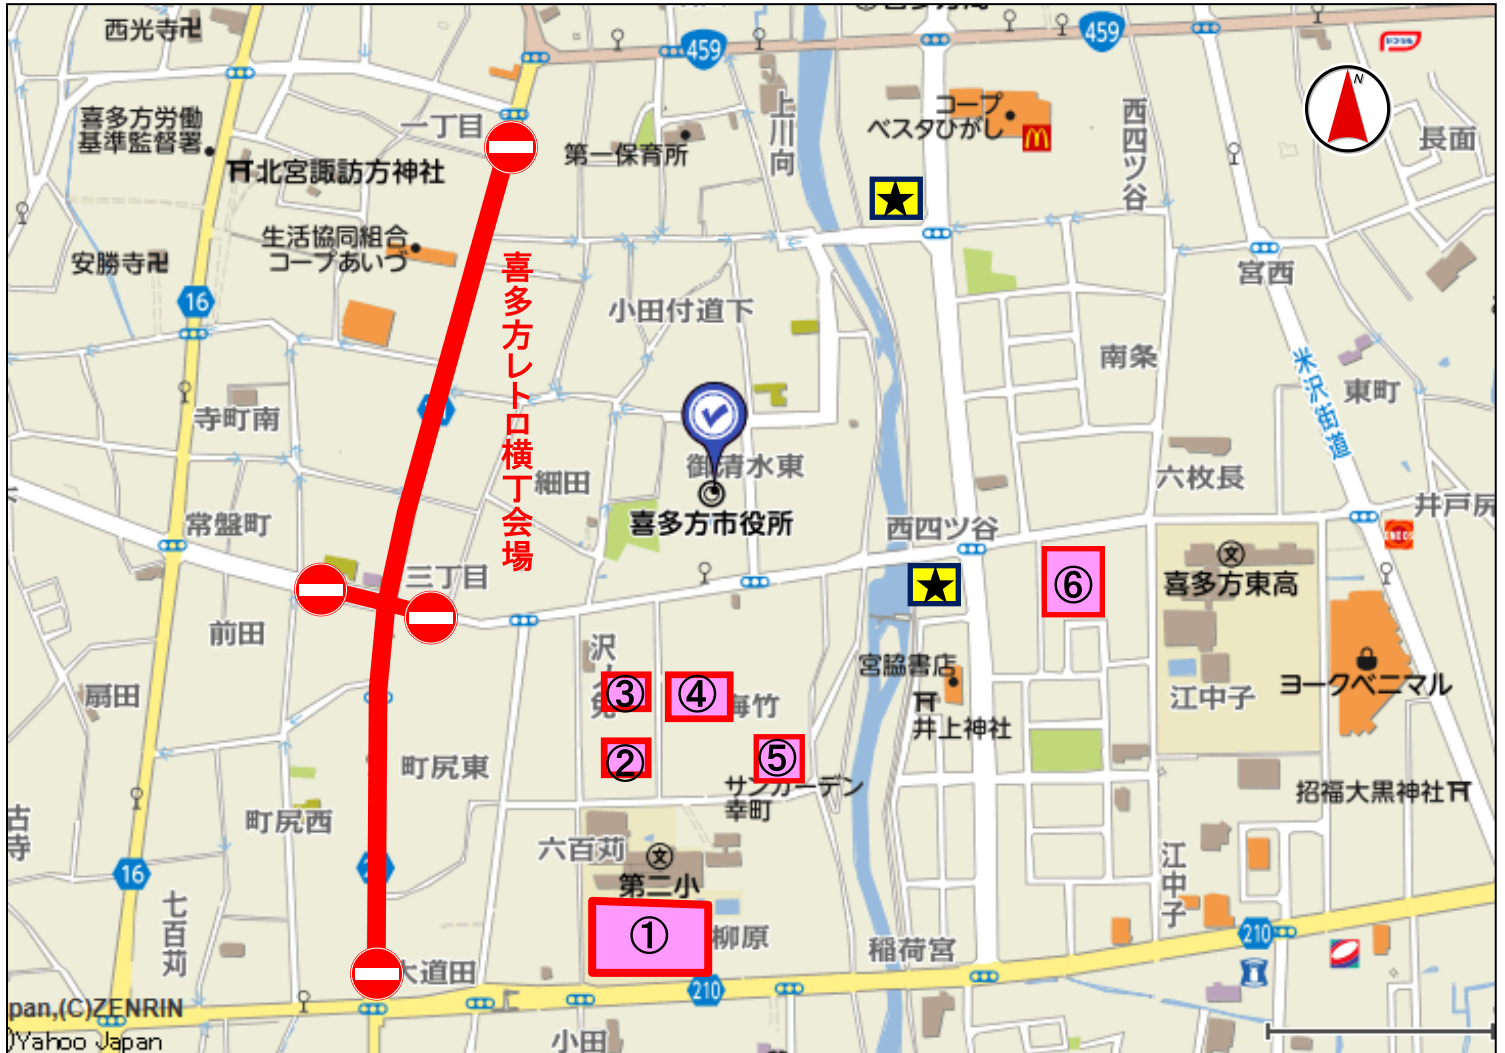 西光寺卍
459
459
喜多方労働
基準監督署
一丁目
北宮諏訪方神社
第一保育所
上川向
コープ
ベスタひがし
西四ツ谷
N
長面
生活協同組合
コープあいづ
安勝寺卍
16
喜多方レトロ横丁会場
小田付道下
★
宮西
南条
米沢街道
東町
寺町南
御清水東
細田
六枚長
井戸尻
常盤町
喜多方市役所
西四ツ谷
ENEOS
文
喜多方東高
三丁目
★
⑥
前田
沢
宮脇書店
井上神社
江中子
ヨークベニマル
扇田
③
④
海竹
町尻東
②
⑤
サンガーデン
幸町
招福大黒神社
町尻西
古寺
六百苅
文
第二小
16
江中子
七百苅
①
柳原
稲荷宮
210
大道田
210
pan,(C)ZENRIN
)Yahoo Japan
小田